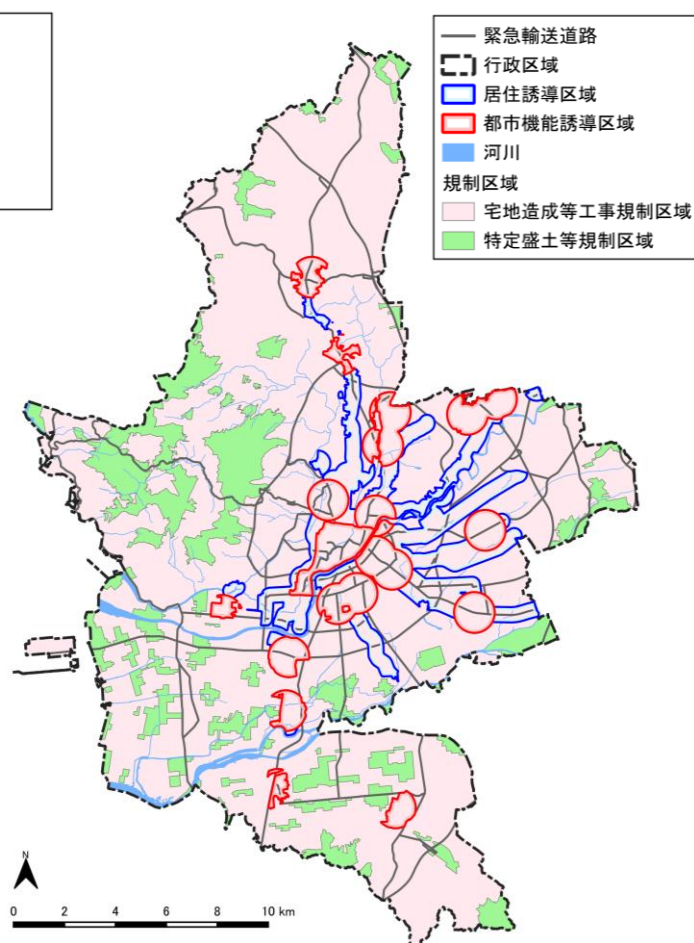 緊急輸送道路
行政区域
居住誘導区域
都市機能誘導区域
河川
規制区域
宅地造成等工事規制区域
特定盛土等規制区域
N
0 2 4 6 8 10 km